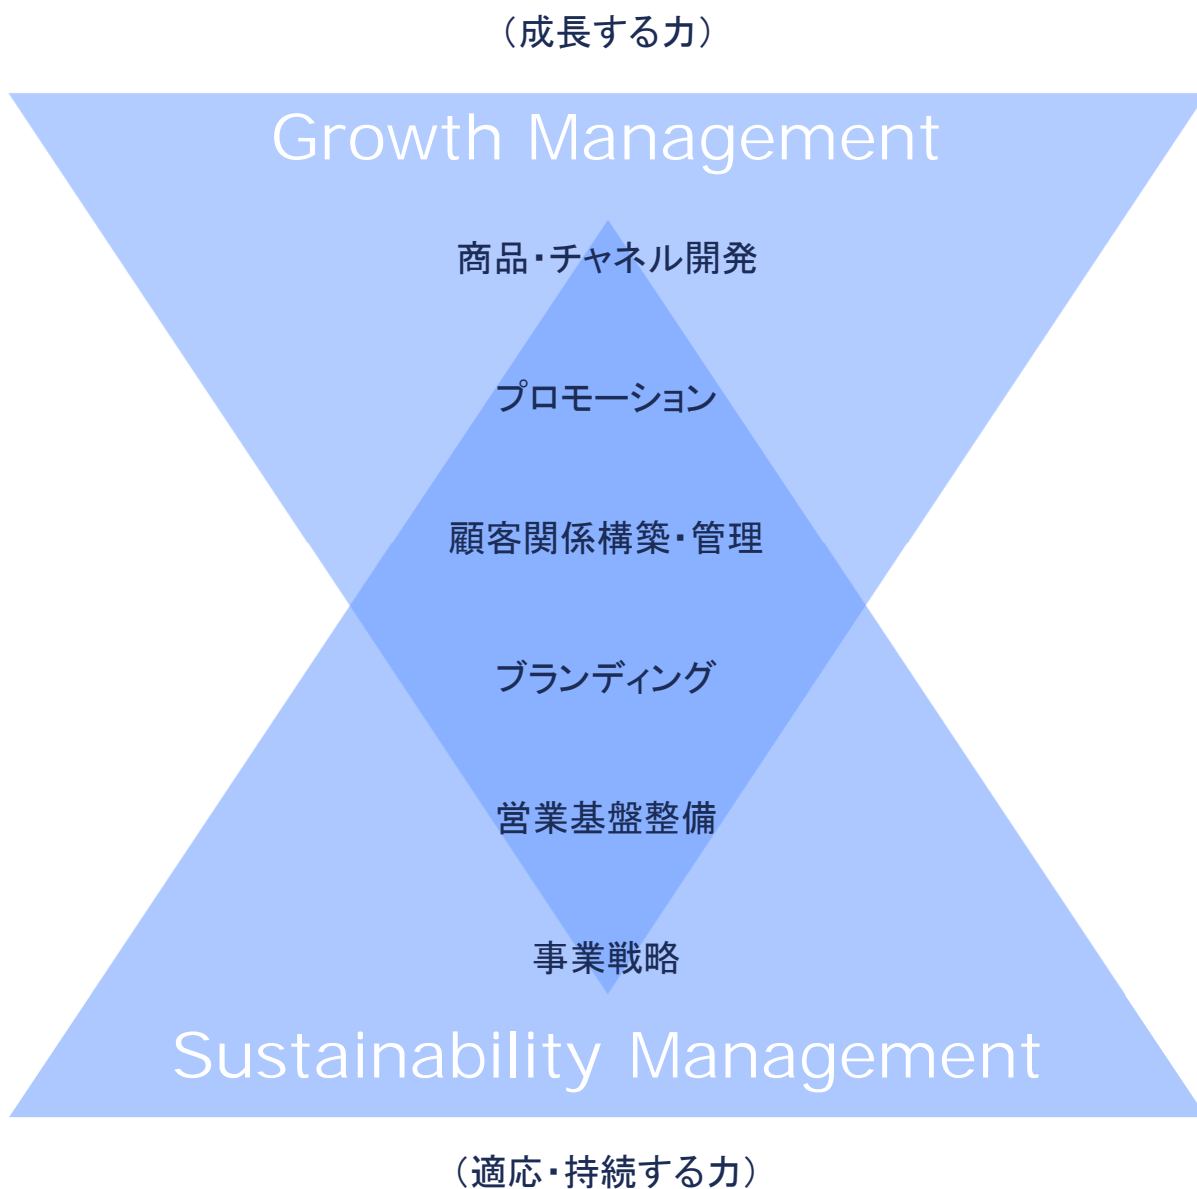 （成長する力）
Growth Management
商品・チャネル開発
プロモーション
顧客関係構築・管理
ブランディング
営業基盤整備
事業戦略
Sustainability Management
（適応・持続する力）